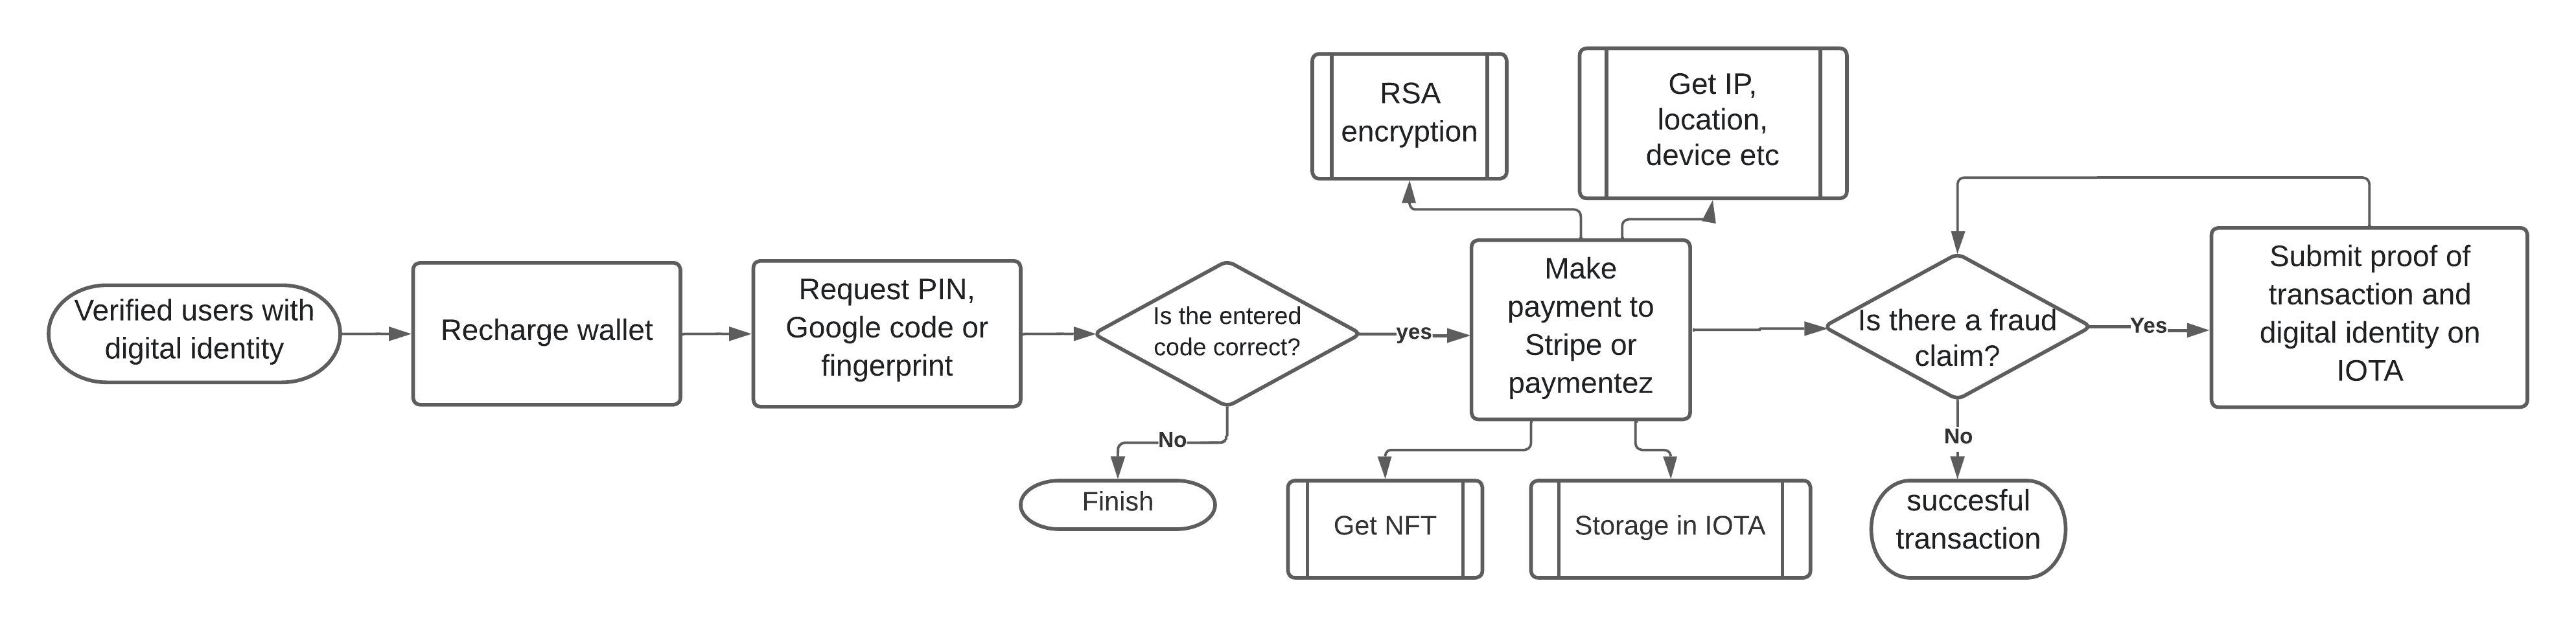 Verified users with
digital identity
Recharge wallet
Request PIN,
Google code or
fingerprint
Is the entered
code correct?
yes
No
Finish
RSA
encryption
Get IP,
location,
device etc
Make
payment to
Stripe or
paymentez
Get NFT
Storage in IOTA
Is there a fraud
claim?
Yes
No
succesful
transaction
Submit proof of
transaction and
digital identity on
IOTA